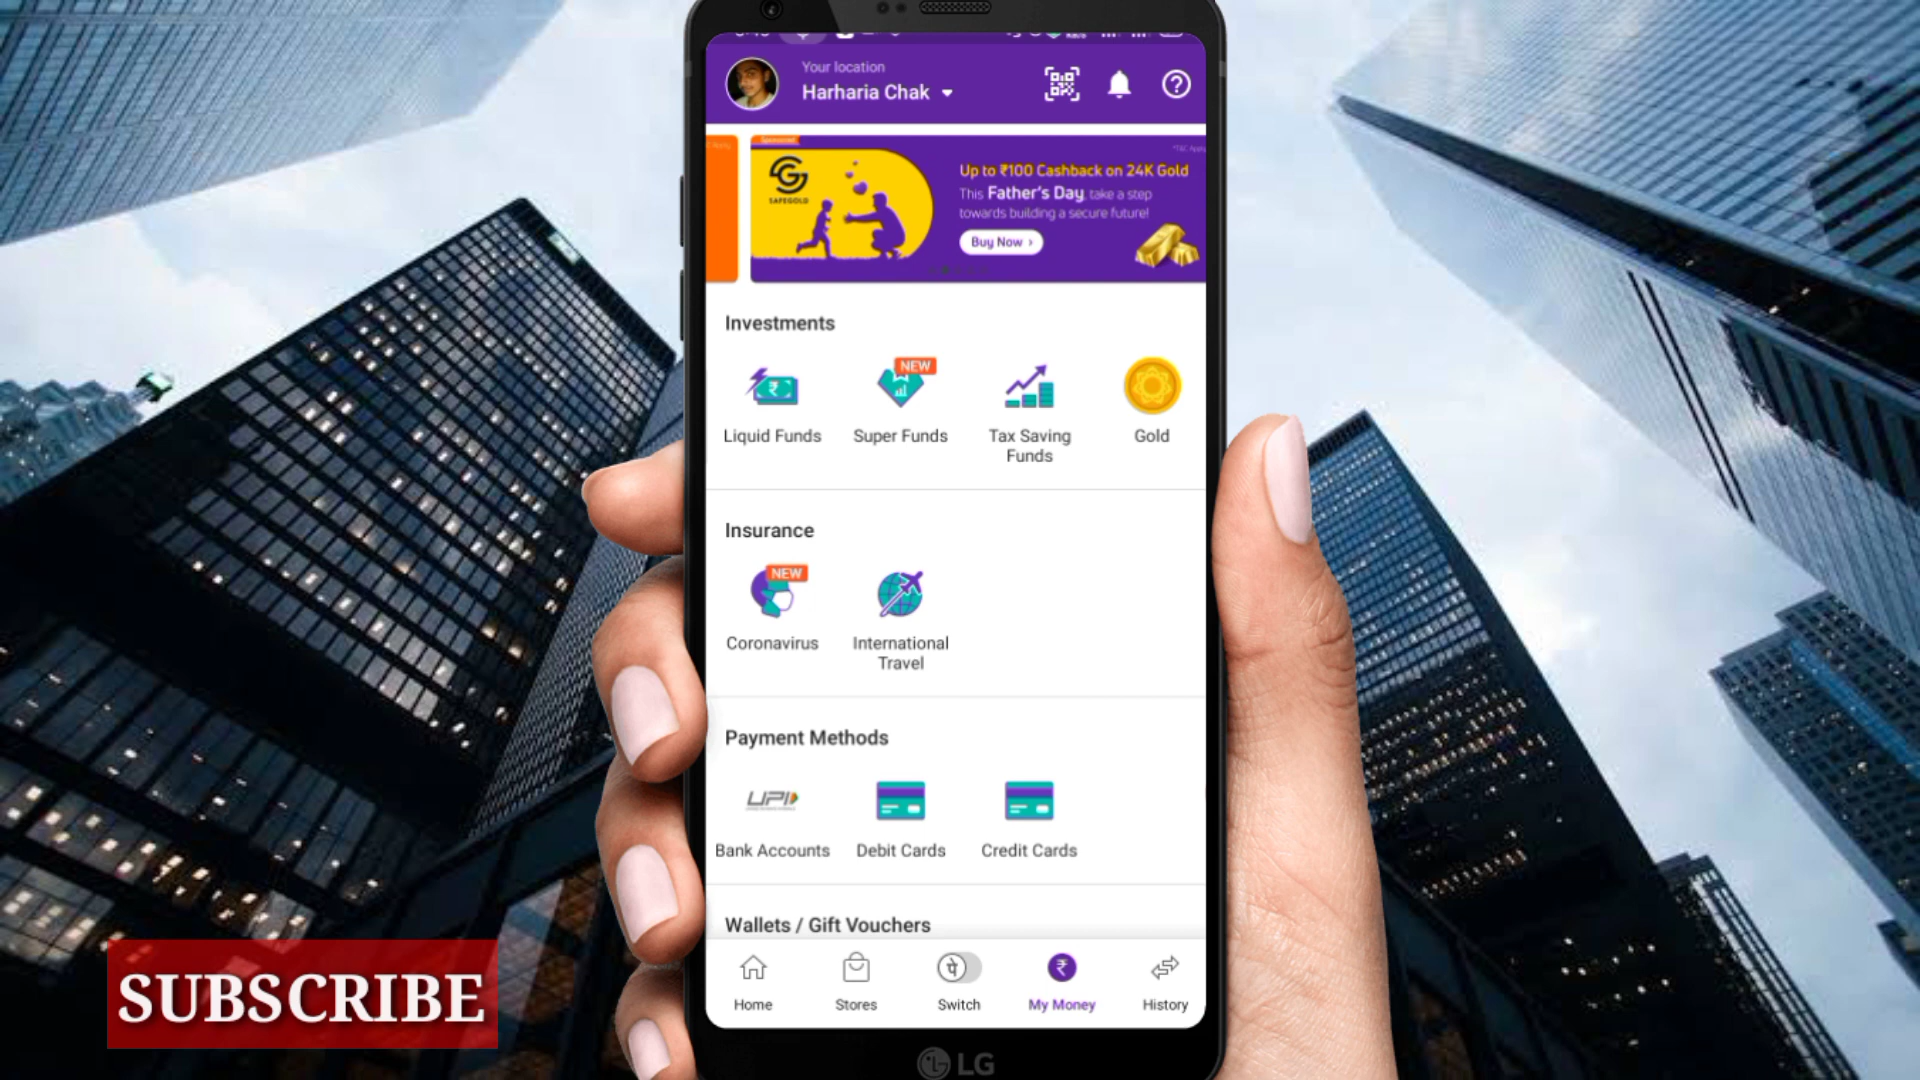 Your location
Harharia Chak
Sponsored
SAFEGOLD
Up to ₹100 Cashback on 24K Gold
This Father's Day, take a step
towards building a secure future!
Buy Now ›
Investments
NEW
Liquid Funds
Super Funds
Tax Saving
Funds
Gold
Insurance
NEW
Coronavirus
International
Travel
Payment Methods
UPI
Bank Accounts
Debit Cards
Credit Cards
Wallets / Gift Vouchers
Home
Stores
Switch
My Money
History
LG
SUBSCRIBE